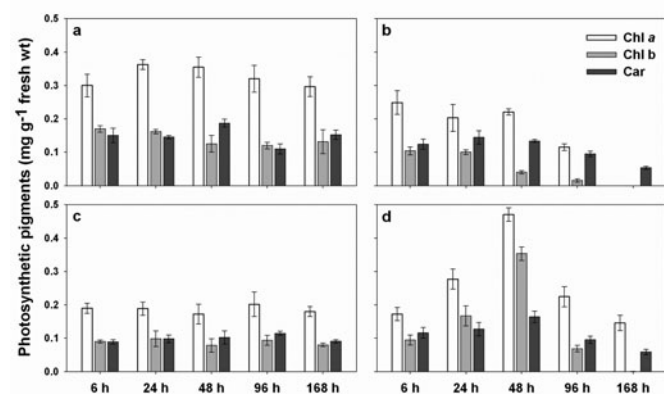 Photosynthetic pigments (mg g⁻¹ fresh wt)
a
0.5
0.4
0.3
0.2
0.1
0.0
b
Chl a
Chl b
Car
c
0.5
0.4
0.3
0.2
0.1
0.0
6 h 24 h 48 h 96 h 168 h
d
6 h 24 h 48 h 96 h 168 h